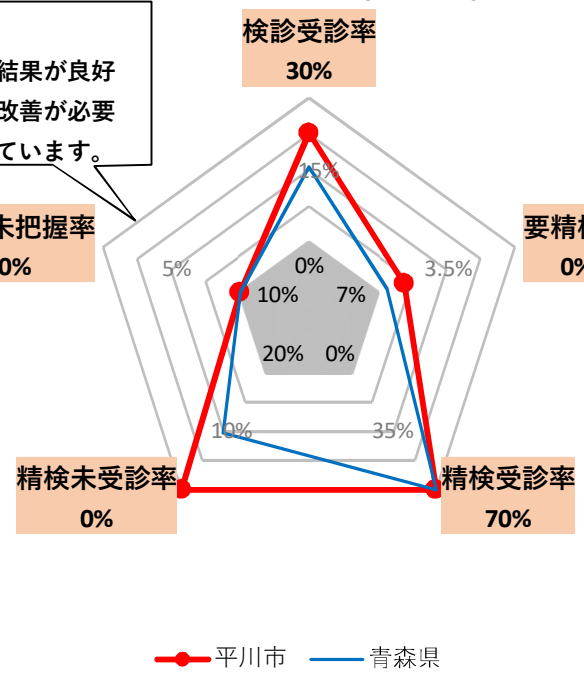 結果が良好
改善が必要
ています。
検診受診率
30%
未把握率
0%
要精検
0%
5%
15%
3.5%
0%
10%
7%
20%
0%
10%
35%
精検未受診率
0%
精検受診率
70%
平川市
青森県